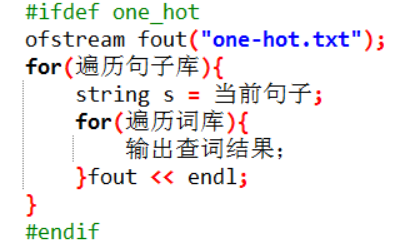 #ifdef one_hot
ofstream fout("one-hot.txt");
for(遍历句子库){
string s = 当前句子;
for(遍历词库){
输出查词结果;
}fout << endl;
}
#endif